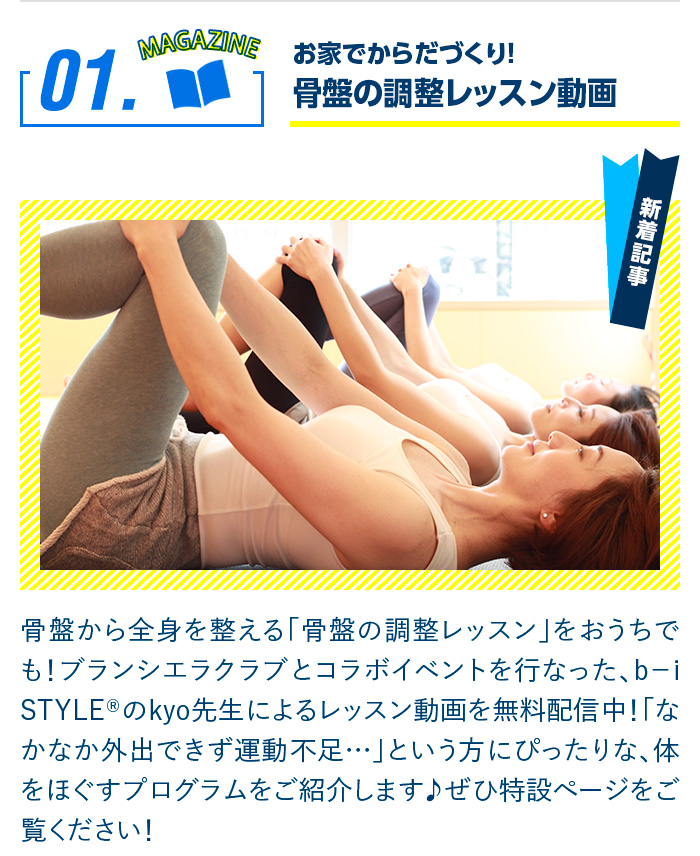 01.
MAGAZINE
お家でからだづくり!
骨盤の調整レッスン動画
新着記事
骨盤から全身を整える「骨盤の調整レッスン」をおうちで
も！ブランシエラクラブとコラボイベントを行なった、b－i
STYLE®のkyo先生によるレッスン動画を無料配信中！「な
かなか外出できず運動不足…」という方にぴったりな、体
をほぐすプログラムをご紹介します♪ぜひ特設ページをご
覧ください！